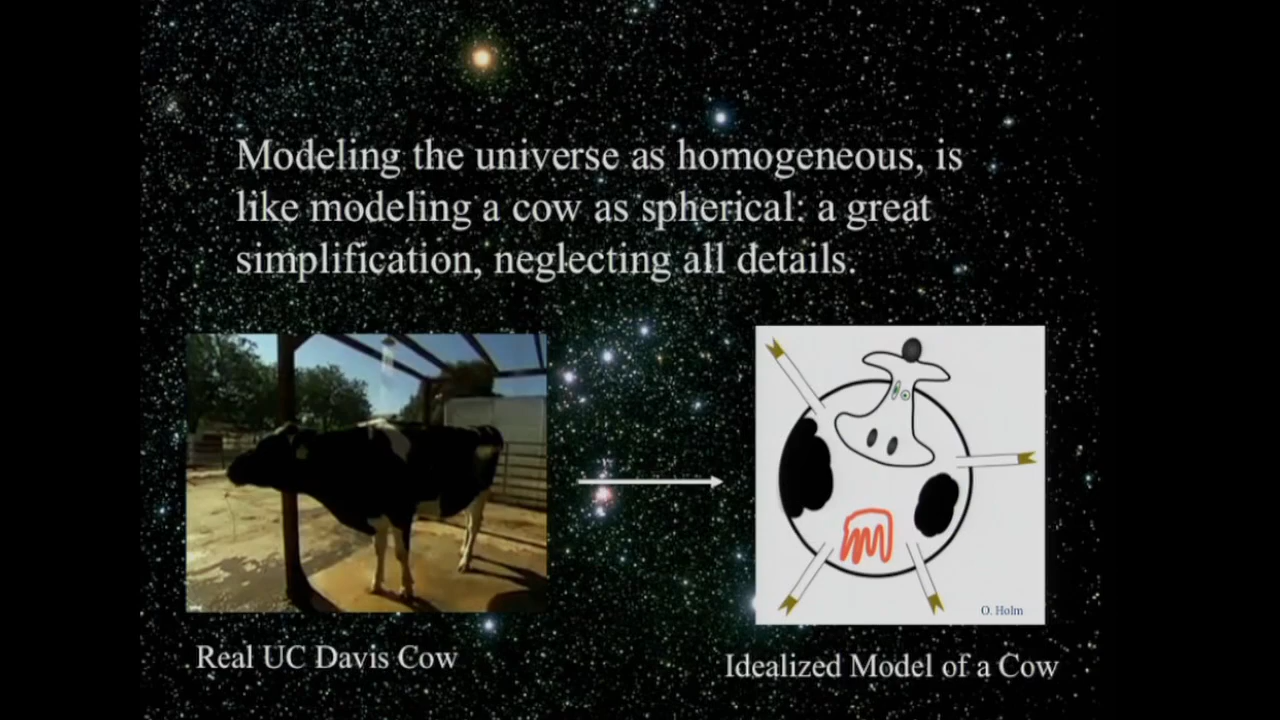 Modeling the universe as homogeneous, is
like modeling a cow as spherical: a great
simplification, neglecting all details.
O. Holm
Real UC Davis Cow
Idealized Model of a Cow